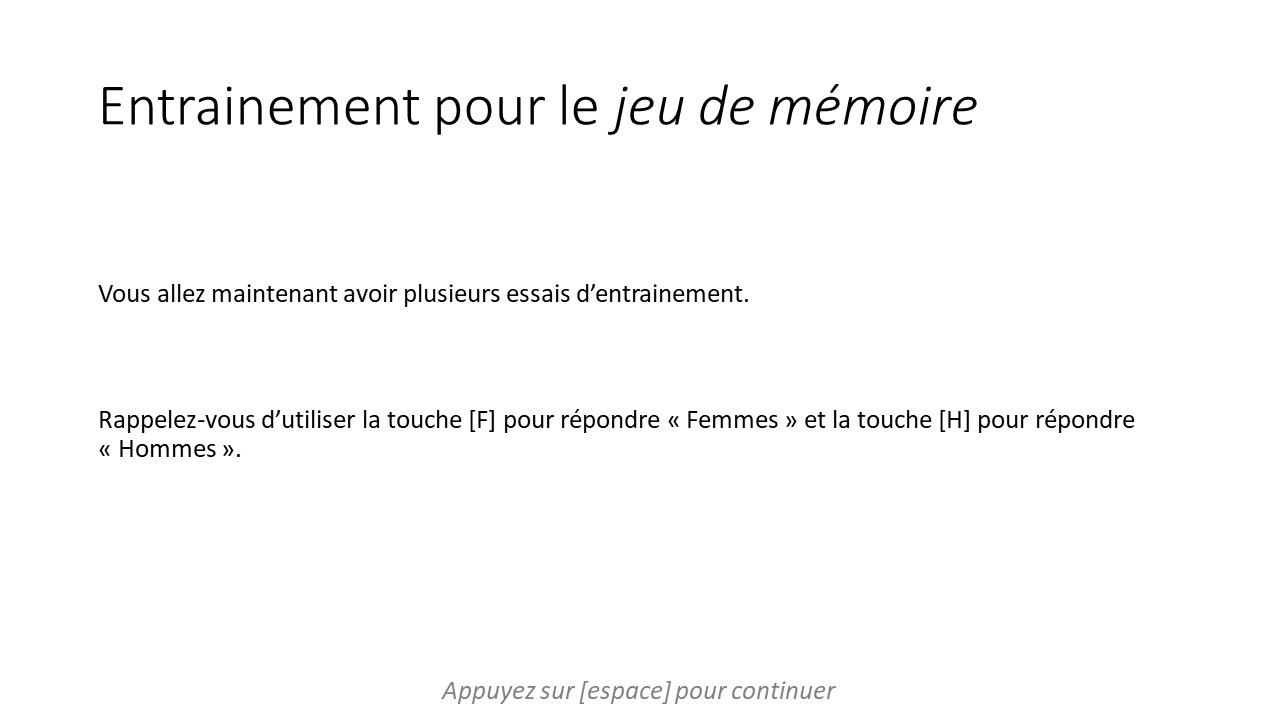 Entrainement pour le jeu de mémoire
Vous allez maintenant avoir plusieurs essais d’entrainement.
Rappelez-vous d’utiliser la touche [F] pour répondre « Femmes » et la touche [H] pour répondre
« Hommes ».
Appuyez sur [espace] pour continuer